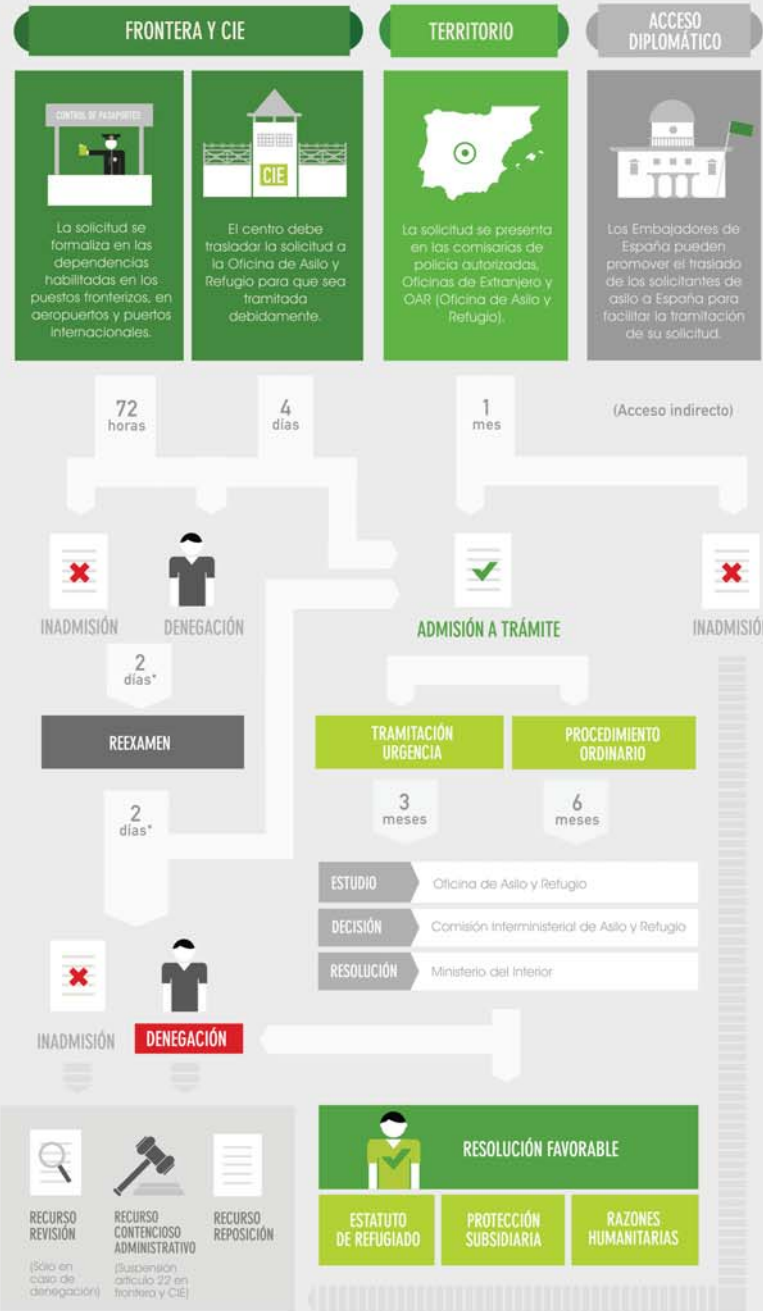 FRONTERA Y CIE
TERRITORIO
ACCESO
DIPLOMÁTICO
CONTROL DE PASAPORTES
CIE
La solicitud se
formaliza en las
dependencias
habilitadas en los
puestos fronterizos, en
aeropuertos y puertos
internacionales.
El centro debe
trasladar la solicitud a
la Oficina de Asilo y
Refugio para que sea
tramitada
debidamente.
La solicitud se presenta
en las comisarias de
policía autorizadas,
Oficinas de Extranjero y
OAR (Oficina de Asilo y
Refugio).
Los Embajadores de
España pueden
promover el traslado
de los solicitantes de
asilo a España para
facilitar la tramitación
de su solicitud.
72
horas
4
días
1
mes
(Acceso indirecto)
INADMISIÓN
DENEGACIÓN
ADMISIÓN A TRÁMITE
INADMISIÓN
2
días*
REEXAMEN
TRAMITACIÓN
URGENCIA
PROCEDIMIENTO
ORDINARIO
2
días*
3
meses
6
meses
ESTUDIO Oficina de Asilo y Refugio
DECISIÓN Comisión Interministerial de Asilo y Refugio
RESOLUCIÓN Ministerio del Interior
INADMISIÓN
DENEGACIÓN
RESOLUCIÓN FAVORABLE
RECURSO
REVISIÓN
(Sólo en
caso de
denegación)
RECURSO
CONTENCIOSO
ADMINISTRATIVO
(Suspensión
artículo 22 en
frontera y CIE)
RECURSO
REPOSICIÓN
ESTATUTO
DE REFUGIADO
PROTECCIÓN
SUBSIDIARIA
RAZONES
HUMANITARIAS